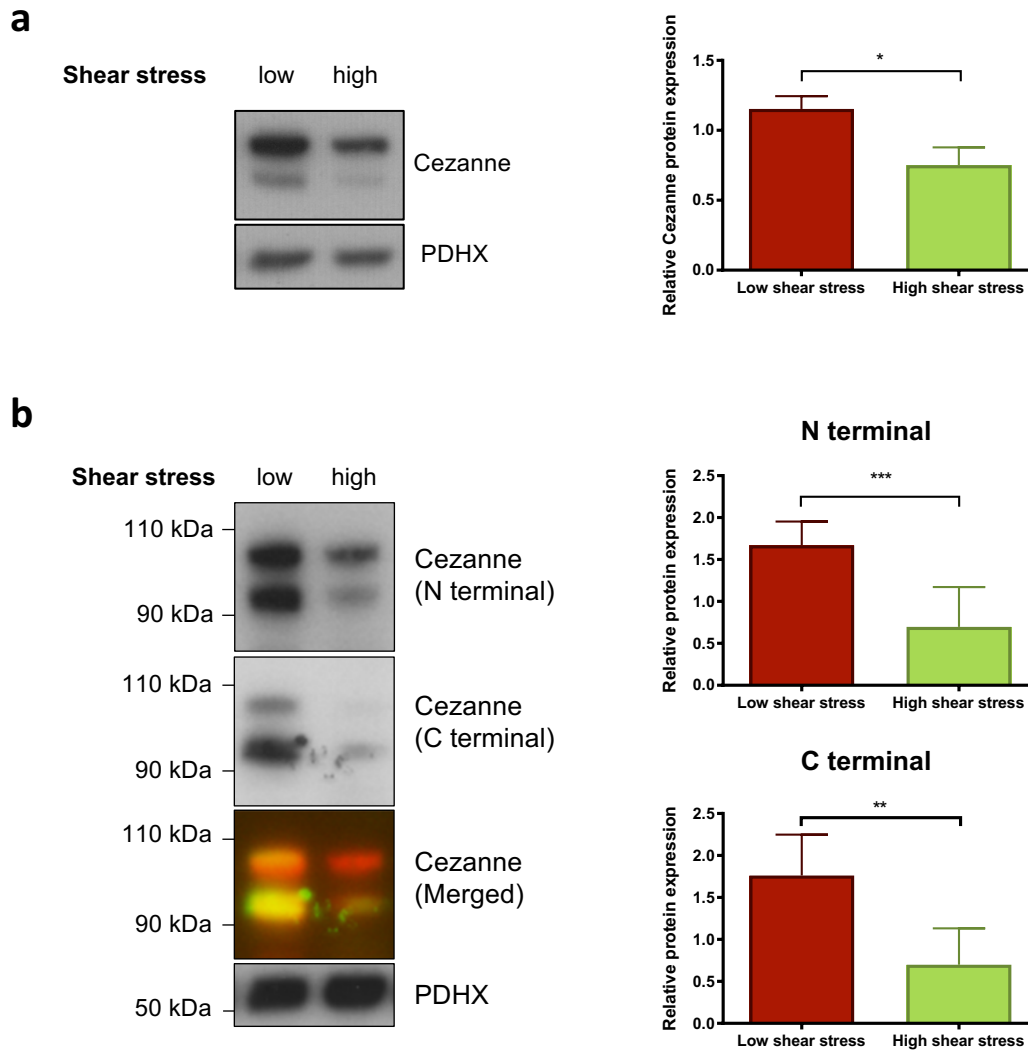 a
Shear stress low high
Cezanne
PDHX
Relative Cezanne protein expression
1.5
1.0
0.5
0.0
*
Low shear stress High shear stress
b
Shear stress low high
110 kDa
90 kDa
Cezanne
(N terminal)
110 kDa
90 kDa
Cezanne
(C terminal)
110 kDa
90 kDa
Cezanne
(Merged)
50 kDa
PDHX
N terminal
Relative protein expression
2.5
2.0
1.5
1.0
0.5
0.0
***
Low shear stress High shear stress
C terminal
Relative protein expression
2.5
2.0
1.5
1.0
0.5
0.0
**
Low shear stress High shear stress